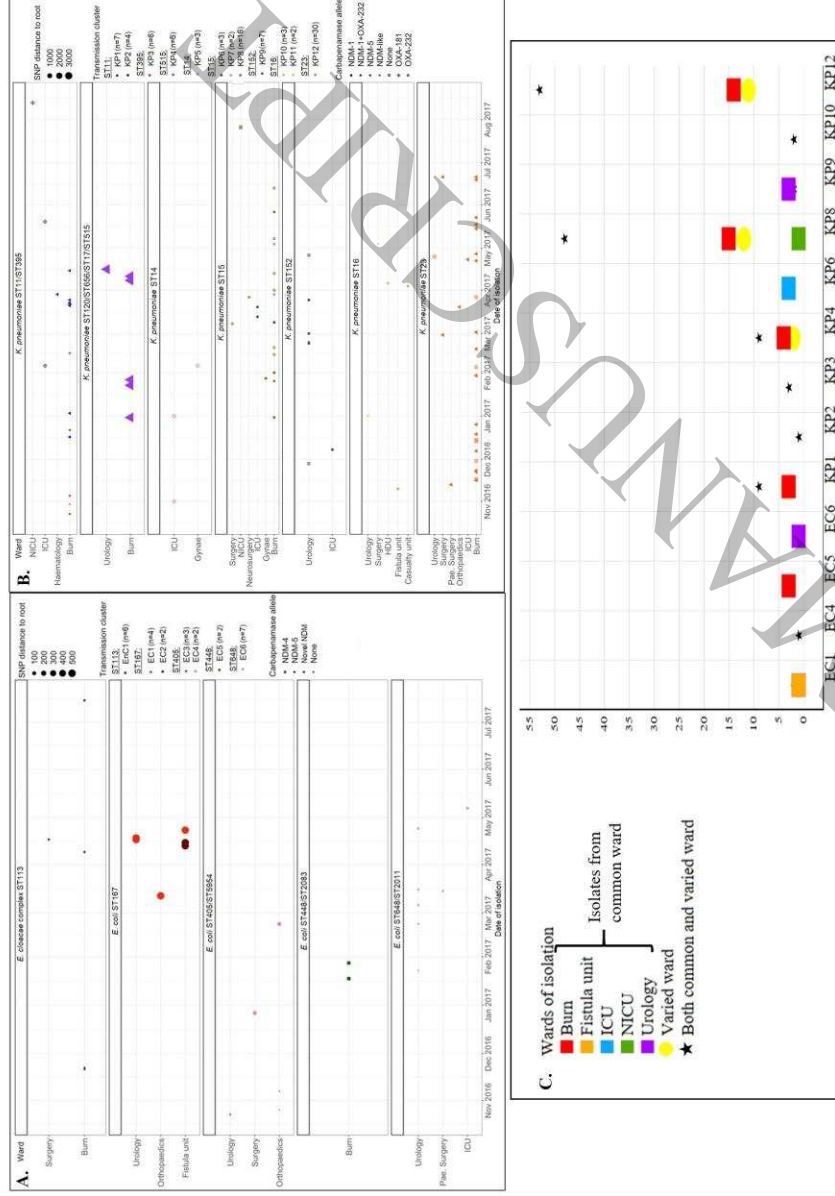 A.
Ward
SNP distance to root
100
200
300
400
500
Transmission cluster
ST113:
EnC1 (n=6)
ST167:
EC1 (n=4)
EC2 (n=2)
ST405:
EC3 (n=3)
EC4 (n=2)
ST448:
EC5 (n=2)
ST648:
EC6 (n=7)
Carbapenamase allele
NDM-4
NDM-5
Novel NDM
None
E. cloacae complex ST113
Surgery
Burn
E. coli ST167
Urology
Orthopaedics
Fistula unit
E. coli ST405/ST5954
Urology
Surgery
Orthopaedics
E. coli ST448/ST2083
Burn
E. coli ST648/ST2011
Urology
Pae. Surgery
ICU
Nov 2016 Dec 2016 Jan 2017 Feb 2017 Mar 2017 Apr 2017 May 2017 Jun 2017 Jul 2017
Date of isolation
B.
Ward
SNP distance to root
1000
2000
3000
Transmission cluster
ST11:
KP1(n=7)
KP2 (n=4)
ST395:
KP3 (n=6)
ST515:
KP4 (n=6)
ST14:
KP5 (n=3)
ST15:
KP6 (n=3)
KP7 (n=2)
KP8 (n=16)
ST152:
KP9(n=7)
ST16:
KP10 (n=3)
KP11 (n=2)
ST23:
KP12 (n=30)
Carbapenamase allele
NDM-1
NDM-1+OXA-232
NDM-5
NDM-like
None
OXA-181
OXA-232
K. pneumoniae ST11/ST395
NICU
ICU
Haematology
Burn
K. pneumoniae ST120/ST656/ST17/ST515
Urology
Burn
K. pneumoniae ST14
ICU
Gynae
K. pneumoniae ST15
Surgery
NICU
Neurosurgery
ICU
Gynae
Burn
K. pneumoniae ST152
Urology
ICU
K. pneumoniae ST16
Urology
Surgery
HDU
Fistula unit
Casualty unit
K. pneumoniae ST23
Urology
Surgery
Pae. Surgery
Orthopaedics
ICU
Burn
Nov 2016 Dec 2016 Jan 2017 Feb 2017 Mar 2017 Apr 2017 May 2017 Jun 2017 Jul 2017 Aug 2017
Date of isolation
C.
Wards of isolation
Burn
Fistula unit
ICU
NICU
Urology
Isolates from
common ward
Varied ward
Both common and varied ward
55
50
45
40
35
30
25
20
15
10
5
0
EC1 EC4 EC5 EC6 KP1 KP2 KP3 KP4 KP6 KP8 KP9 KP10 KP12